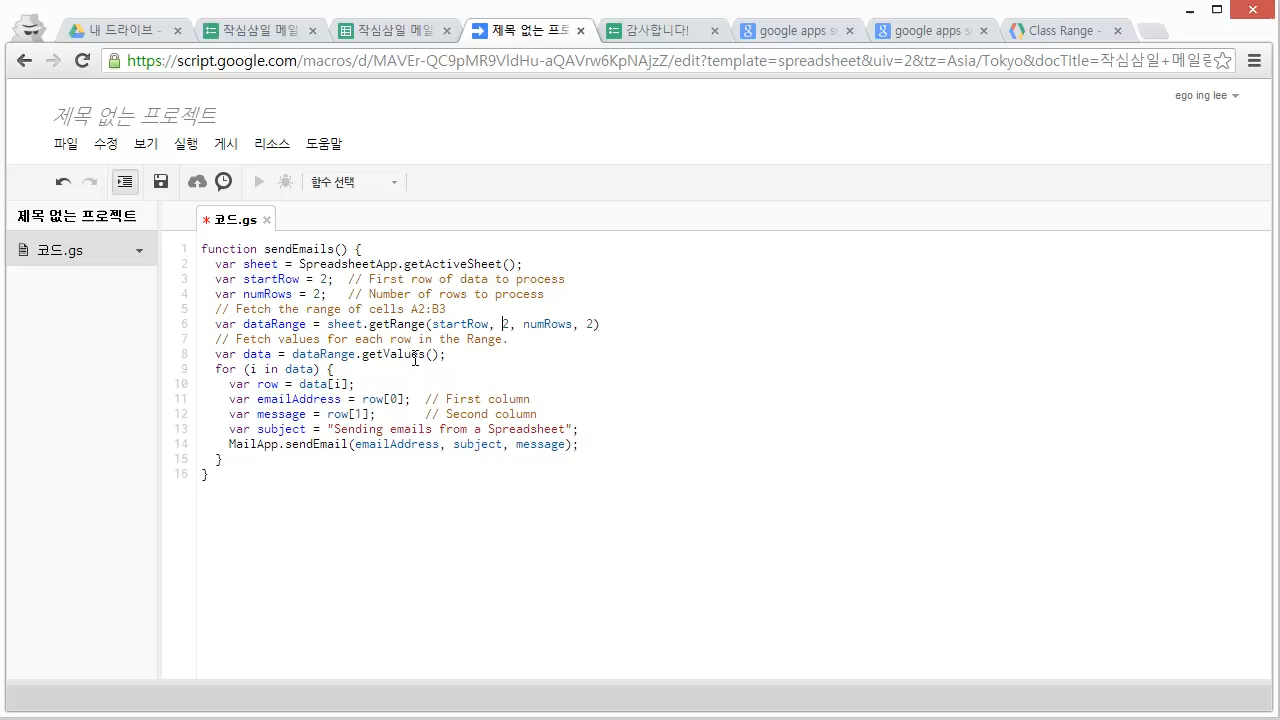 내 드라이브 -
작심삼일 메일
작심삼일 메일
제목 없는 프로
감사합니다!
google apps s
google apps s
Class Range -
https://script.google.com/macros/d/MAVEr-QC9pMR9VldHu-aQAVrw6KpNAJzZ/edit?template=spreadsheet&uiv=2&tz=Asia/Tokyo&docTitle=작심삼일+메일링
ego ing lee
제목 없는 프로젝트
파일 수정 보기 실행 게시 리소스 도움말
함수 선택
제목 없는 프로젝트
* 코드.gs
코드.gs
1 function sendEmails() {
2 var sheet = SpreadsheetApp.getActiveSheet();
3 var startRow = 2; // First row of data to process
4 var numRows = 2; // Number of rows to process
5 // Fetch the range of cells A2:B3
6 var dataRange = sheet.getRange(startRow, 2, numRows, 2)
7 // Fetch values for each row in the Range.
8 var data = dataRange.getValues();
9 for (i in data) {
10 var row = data[i];
11 var emailAddress = row[0]; // First column
12 var message = row[1]; // Second column
13 var subject = "Sending emails from a Spreadsheet";
14 MailApp.sendEmail(emailAddress, subject, message);
15 }
16 }